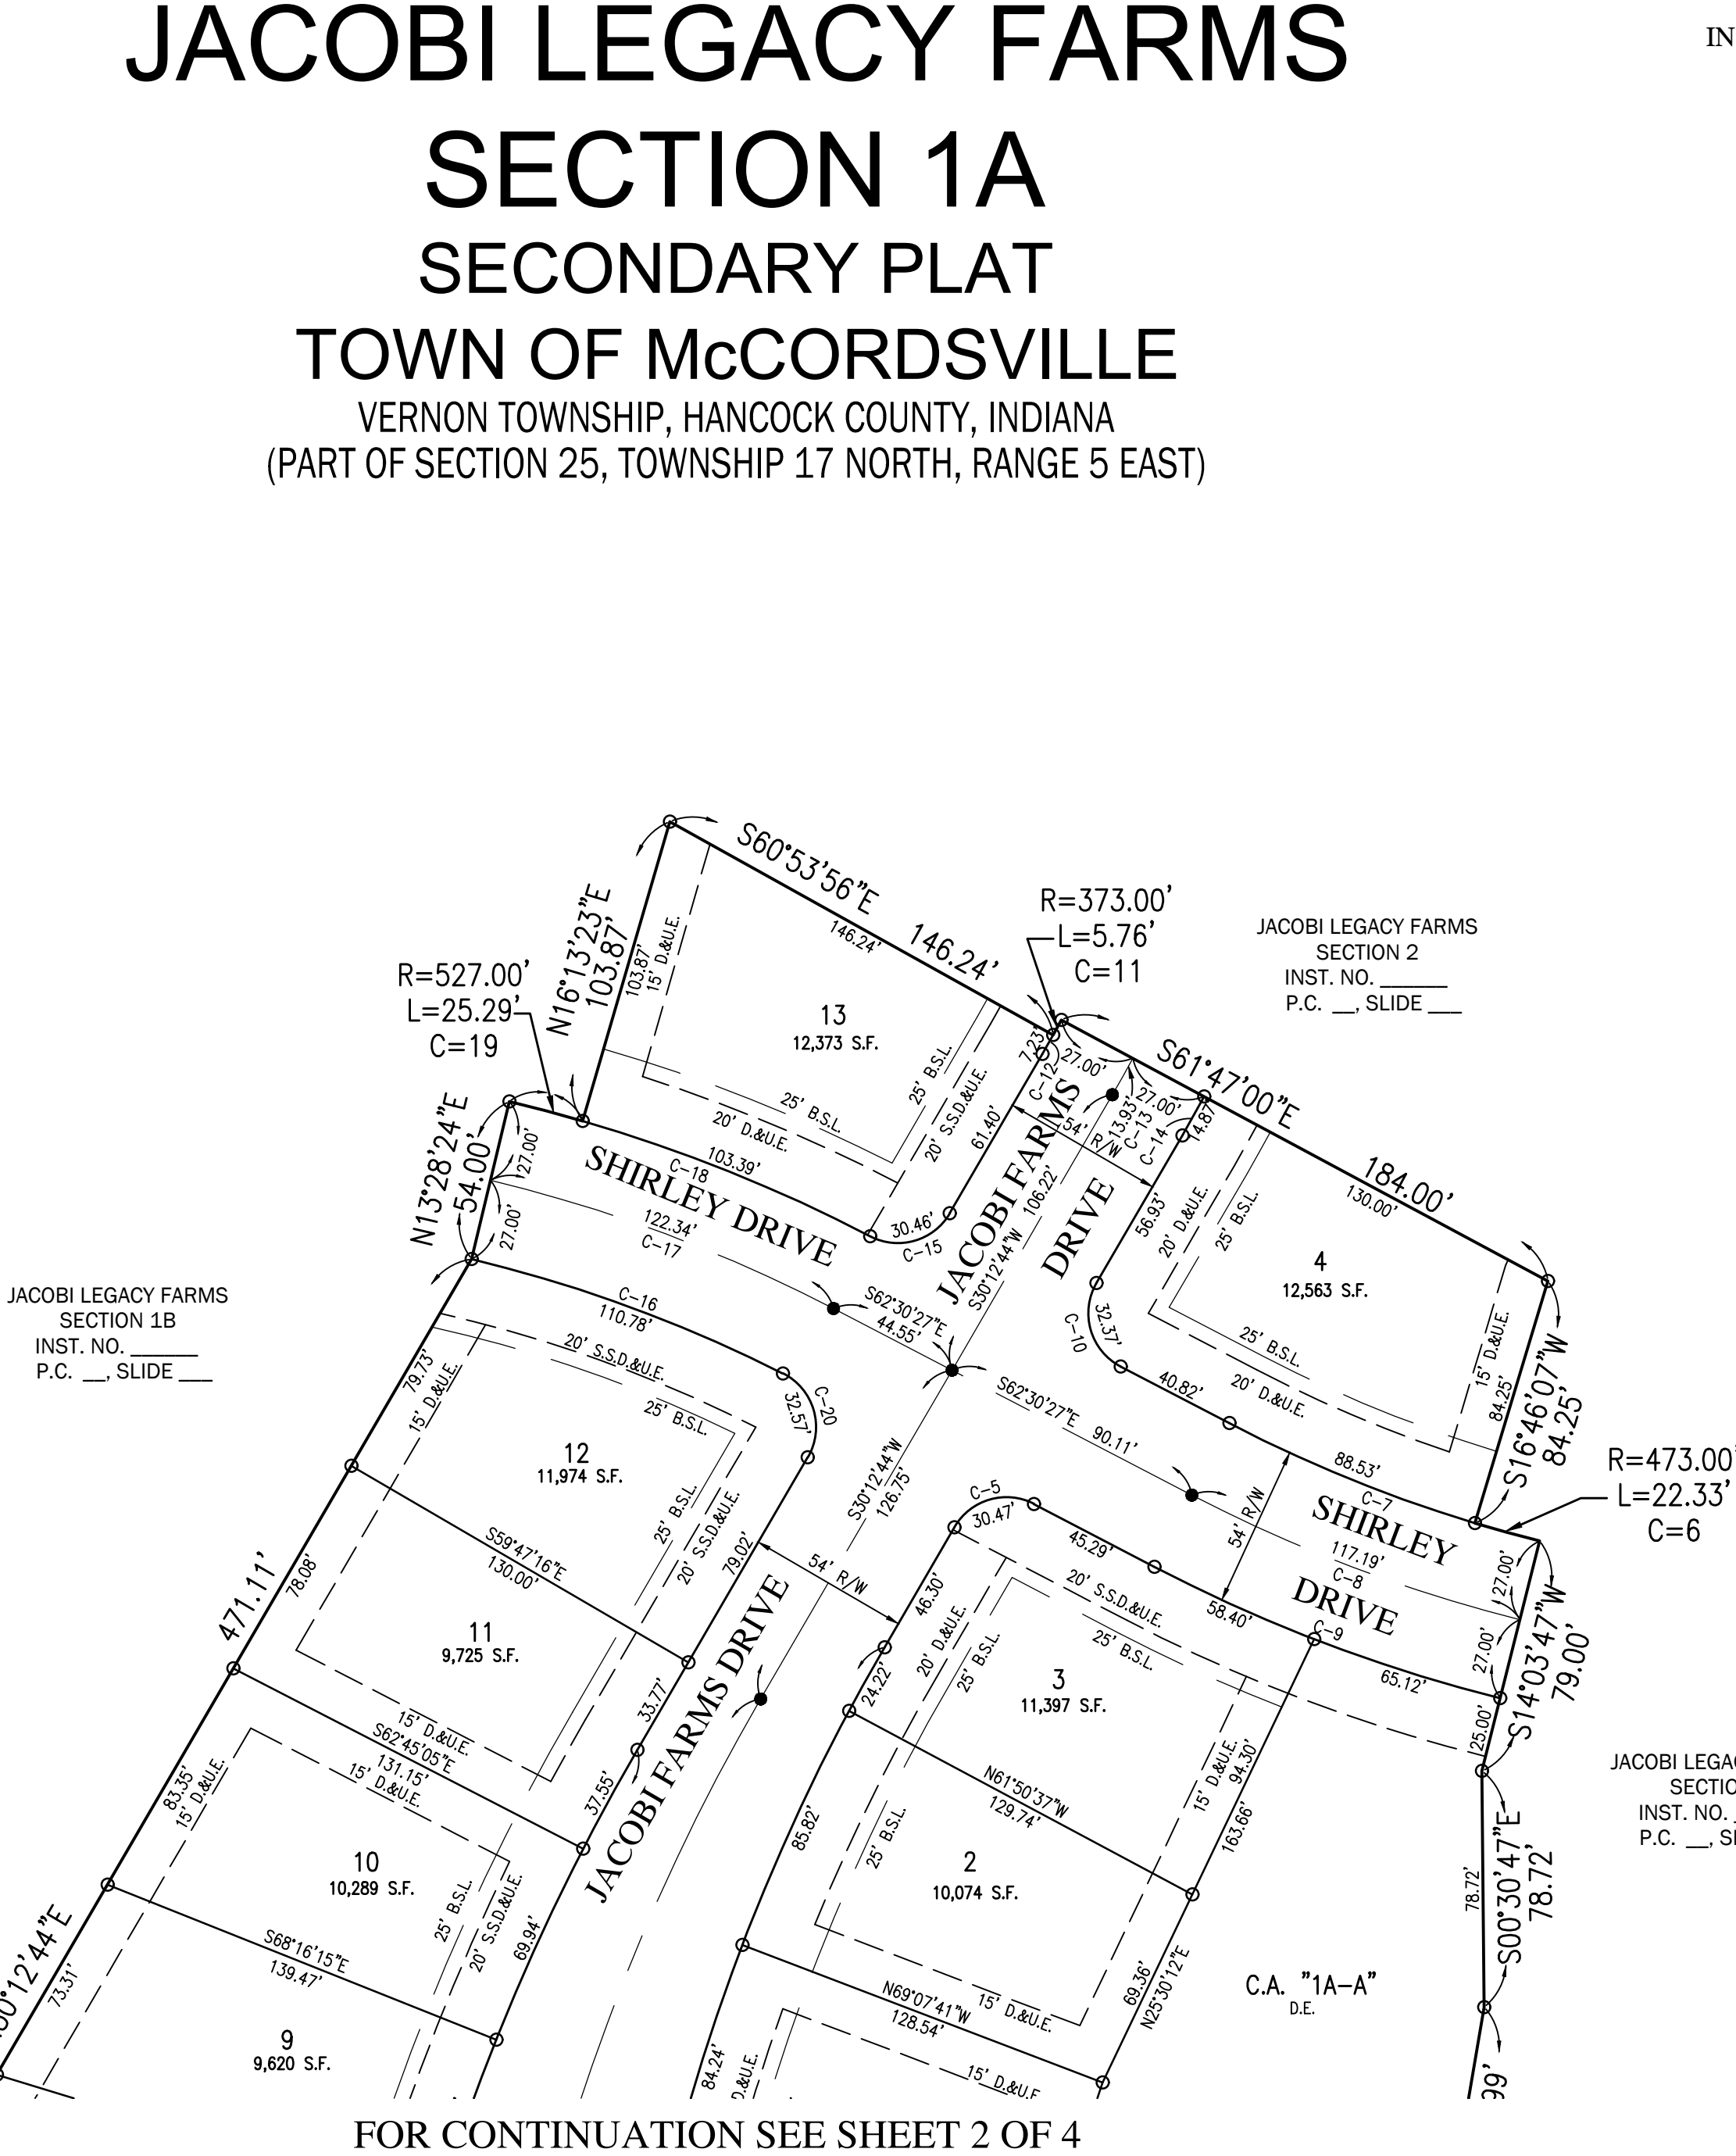 JACOBI LEGACY FARMS
SECTION 1A
SECONDARY PLAT
TOWN OF McCORDSVILLE
VERNON TOWNSHIP, HANCOCK COUNTY, INDIANA
(PART OF SECTION 25, TOWNSHIP 17 NORTH, RANGE 5 EAST)
IN
S60°53'56"E
146.24'
146.24'
N16°13'23"E
103.87'
103.87'
15' D.&U.E.
R=527.00'
L=25.29'
C=19
R=373.00'
L=5.76'
C=11
JACOBI LEGACY FARMS
SECTION 2
INST. NO. ______
P.C. __, SLIDE ___
13
12,373 S.F.
25' B.S.L.
20' D.&U.E.
25' B.S.L.
20' S.S.D.&U.E.
7.23'
C-12
61.40'
27.00'
27.00'
13.93'
C-13
C-14
14.87'
54' R/W
S61°47'00"E
184.00'
130.00'
N13°28'24"E
54.00'
27.00'
27.00'
103.39'
C-18
SHIRLEY DRIVE
122.34'
C-17
30.46'
C-15
JACOBI FARMS
DRIVE
S30°12'44"W 106.22'
56.93'
20' D.&U.E.
25' B.S.L.
4
12,563 S.F.
25' B.S.L.
20' D.&U.E.
15' D.&U.E.
84.25'
S16°46'07"W
84.25'
JACOBI LEGACY FARMS
SECTION 1B
INST. NO. ______
P.C. __, SLIDE ___
C-16
110.78'
S62°30'27"E
44.55'
32.37'
C-10
40.82'
20' S.S.D.&U.E.
25' B.S.L.
79.73'
15' D.&U.E.
C-20
32.57'
S62°30'27"E
90.11'
88.53'
C-7
R=473.00'
L=22.33'
C=6
12
11,974 S.F.
S30°12'44"W
126.75'
25' B.S.L.
20' S.S.D.&U.E.
79.02'
54' R/W
C-5
30.47'
45.29'
54' R/W
SHIRLEY
DRIVE
117.19'
C-8
27.00'
27.00'
S14°03'47"W
79.00'
25.00'
S59°47'16"E
130.00'
471.11'
78.08'
11
9,725 S.F.
46.30'
20' D.&U.E.
25' B.S.L.
20' S.S.D.&U.E.
25' B.S.L.
58.40'
C-9
65.12'
3
11,397 S.F.
24.22'
33.77'
JACOBI FARMS DRIVE
15' D.&U.E.
S62°45'05"E
131.15'
15' D.&U.E.
83.35'
15' D.&U.E.
37.55'
N61°50'37"W
129.74'
15' D.&U.E.
94.30'
163.66'
JACOBI LEGA
SECTIO
INST. NO.
P.C. __, S
78.72'
S00°30'47"E
78.72'
10
10,289 S.F.
85.82'
25' B.S.L.
2
10,074 S.F.
25' B.S.L.
20' S.S.D.&U.E.
69.94'
S68°16'15"E
139.47'
0°12'44"E
73.31'
N69°07'41"W
128.54'
15' D.&U.E.
69.36'
N25°30'12"E
C.A. "1A-A"
D.E.
9
9,620 S.F.
84.24'
D.&U.E.
15' D.&U.E.
99'
FOR CONTINUATION SEE SHEET 2 OF 4